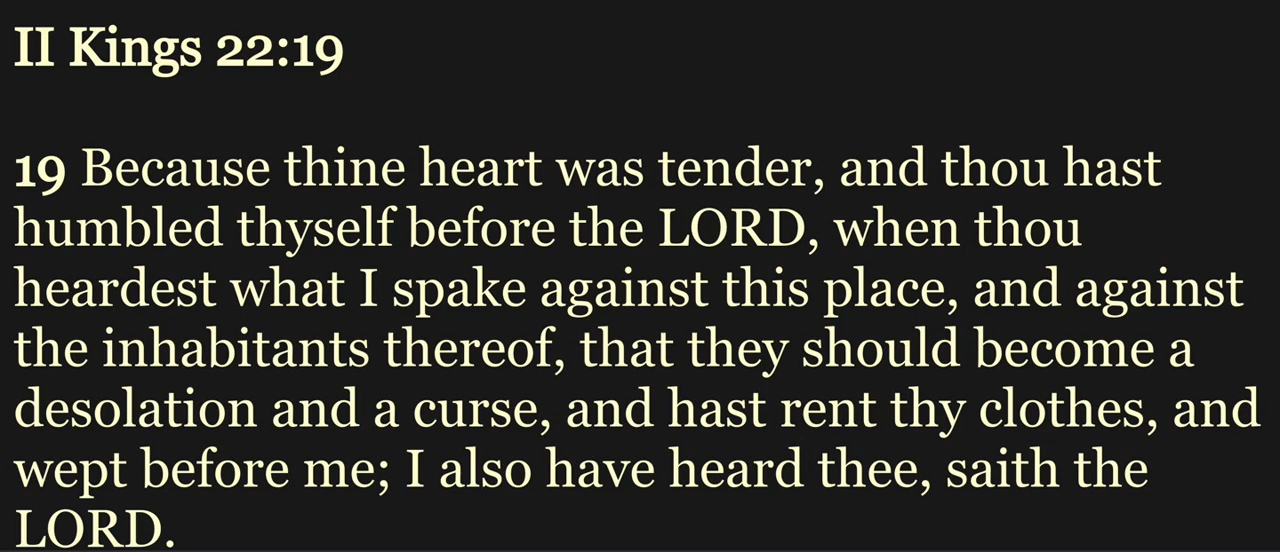 II Kings 22:19
19 Because thine heart was tender, and thou hast
humbled thyself before the LORD, when thou
heardest what I spake against this place, and against
the inhabitants thereof, that they should become a
desolation and a curse, and hast rent thy clothes, and
wept before me; I also have heard thee, saith the
LORD.